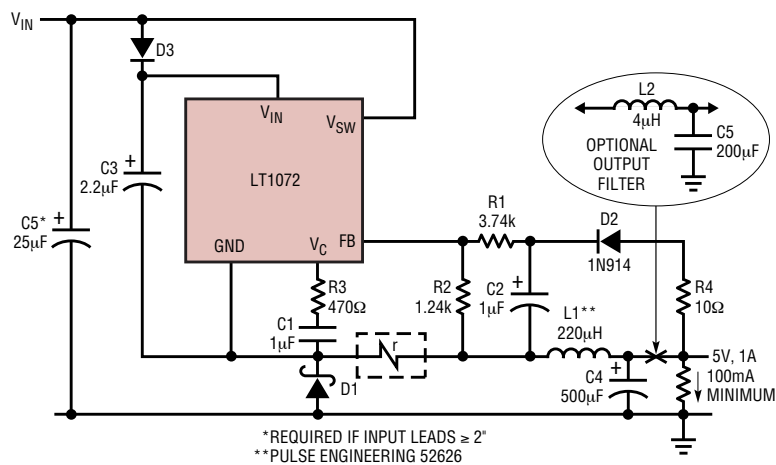 VIN
D3
VIN
VSW
LT1072
GND
VC
FB
C3
2.2μF
+
C5*
25μF
+
R3
470Ω
C1
1μF
D1
r
R1
3.74k
R2
1.24k
C2
1μF
+
D2
1N914
L1**
220μH
R4
10Ω
C4
500μF
+
5V, 1A
100mA
MINIMUM
L2
4μH
C5
200μF
OPTIONAL
OUTPUT
FILTER
*REQUIRED IF INPUT LEADS ≥ 2"
**PULSE ENGINEERING 52626